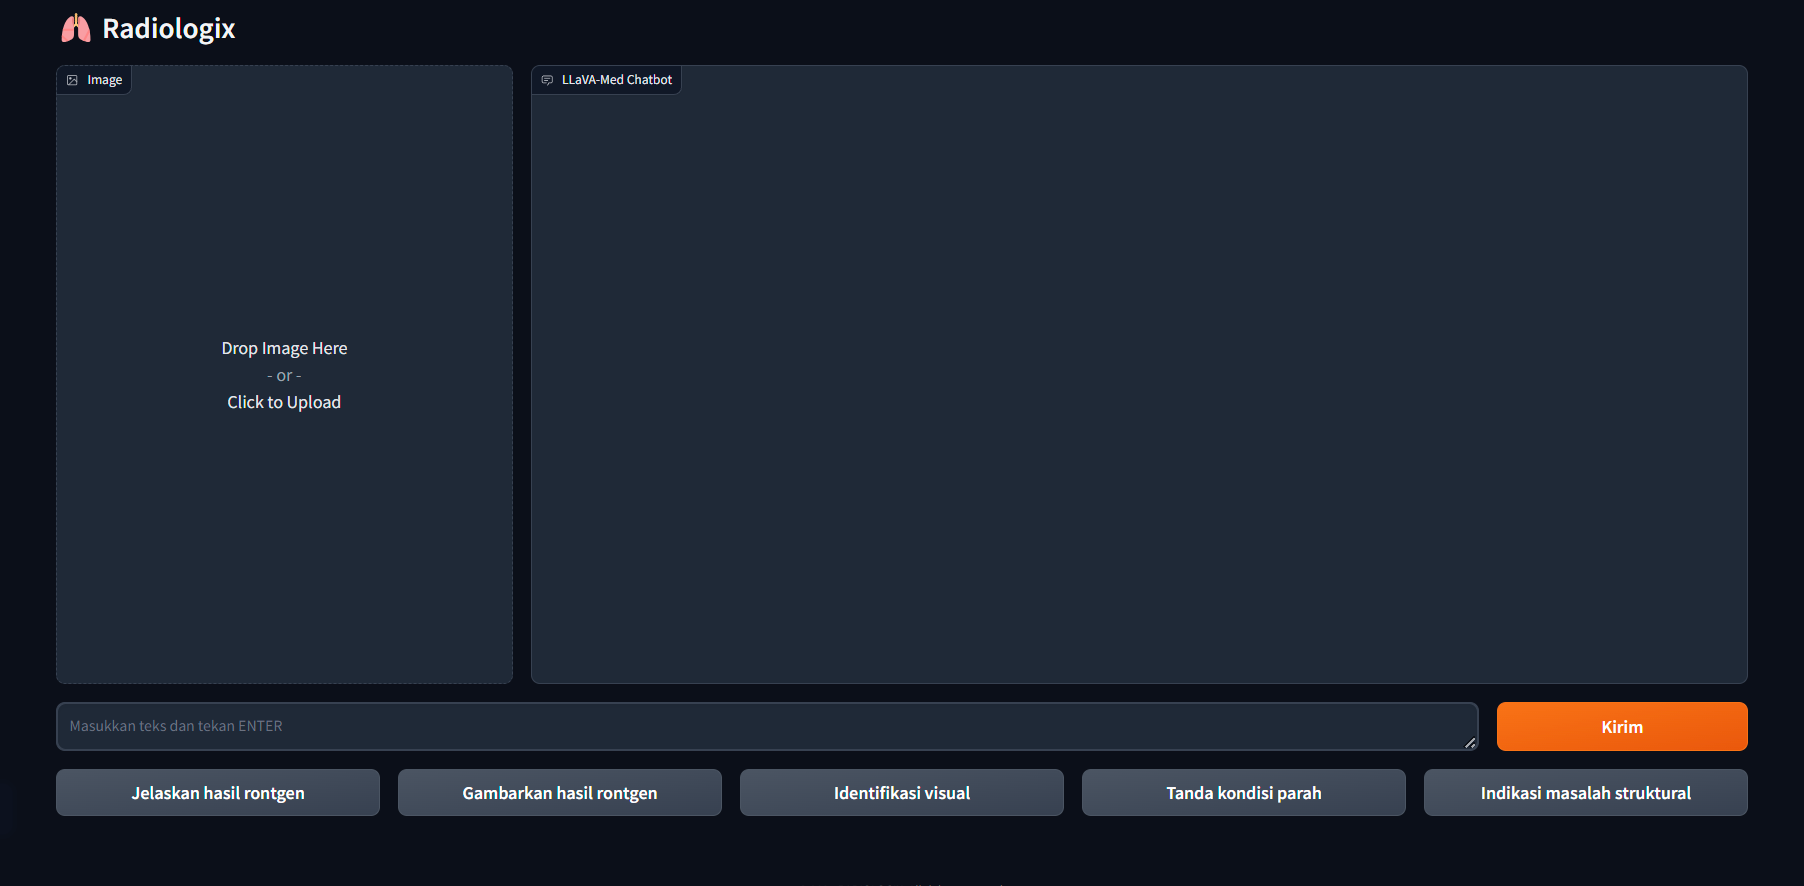 Radiologix
Image
LLaVA-Med Chatbot
Drop Image Here
- or -
Click to Upload
Masukkan teks dan tekan ENTER
Kirim
Jelaskan hasil rontgen
Gambarkan hasil rontgen
Identifikasi visual
Tanda kondisi parah
Indikasi masalah struktural